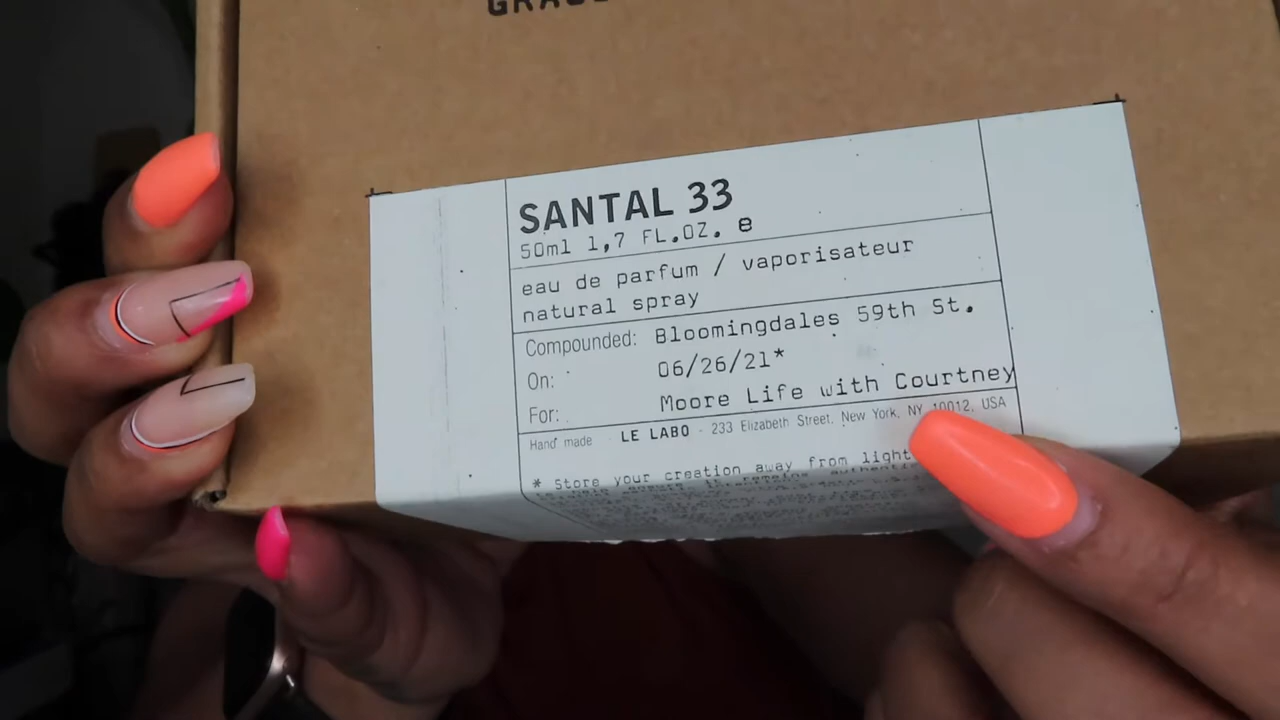 SANTAL 33
50ml 1,7 FL.OZ. e
eau de parfum / vaporisateur
natural spray
Compounded: Bloomingdales 59th St.
On: 06/26/21*
For: Moore Life with Courtney
Hand made LE LABO - 233 Elizabeth Street, New York, NY 10012, USA
* Store your creation away from light